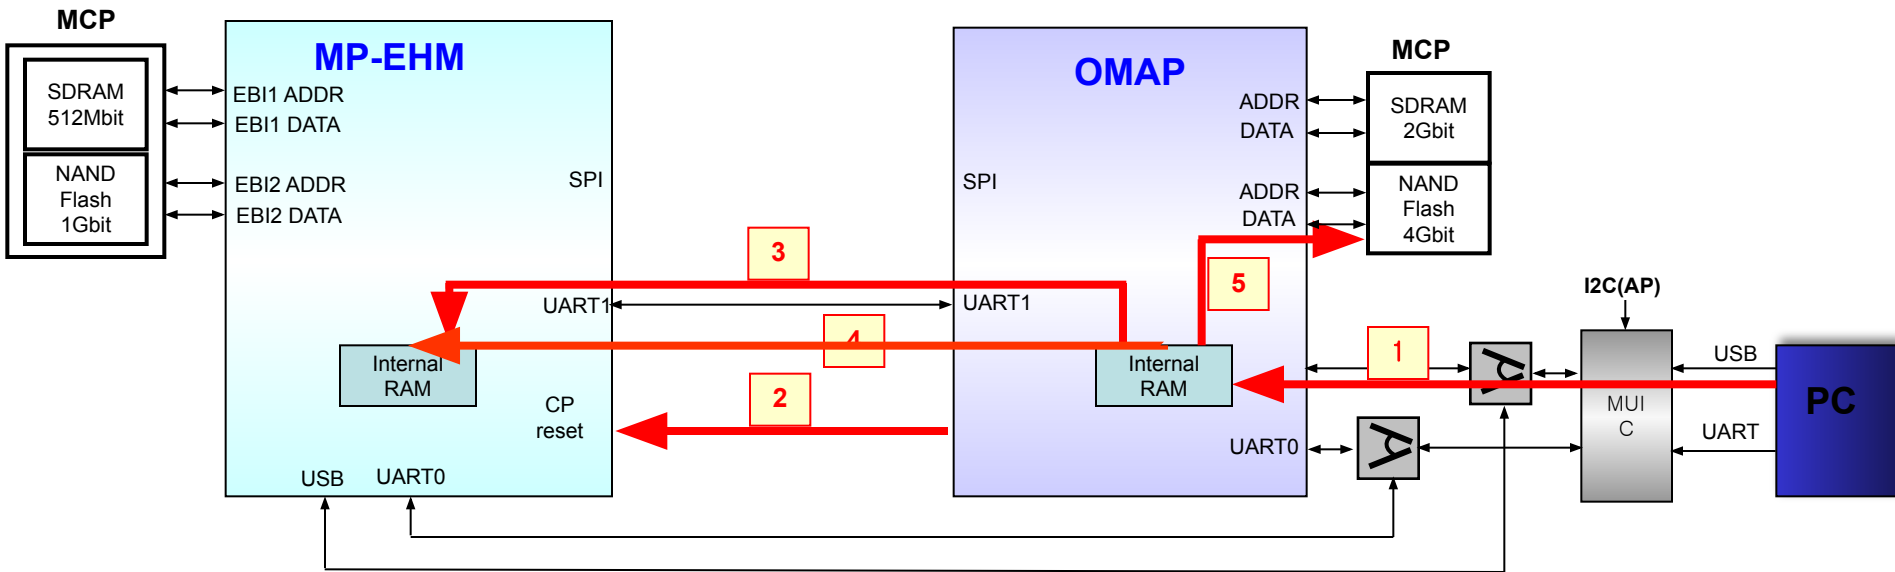 MCP
SDRAM
512Mbit
NAND
Flash
1Gbit
MP-EHM
EBI1 ADDR
EBI1 DATA
EBI2 ADDR
EBI2 DATA
SPI
UART1
Internal
RAM
CP
reset
USB
UART0
3
4
2
OMAP
SPI
UART1
ADDR
DATA
ADDR
DATA
5
Internal
RAM
UART0
MCP
SDRAM
2Gbit
NAND
Flash
4Gbit
1
I2C(AP)
MUI
C
USB
UART
PC